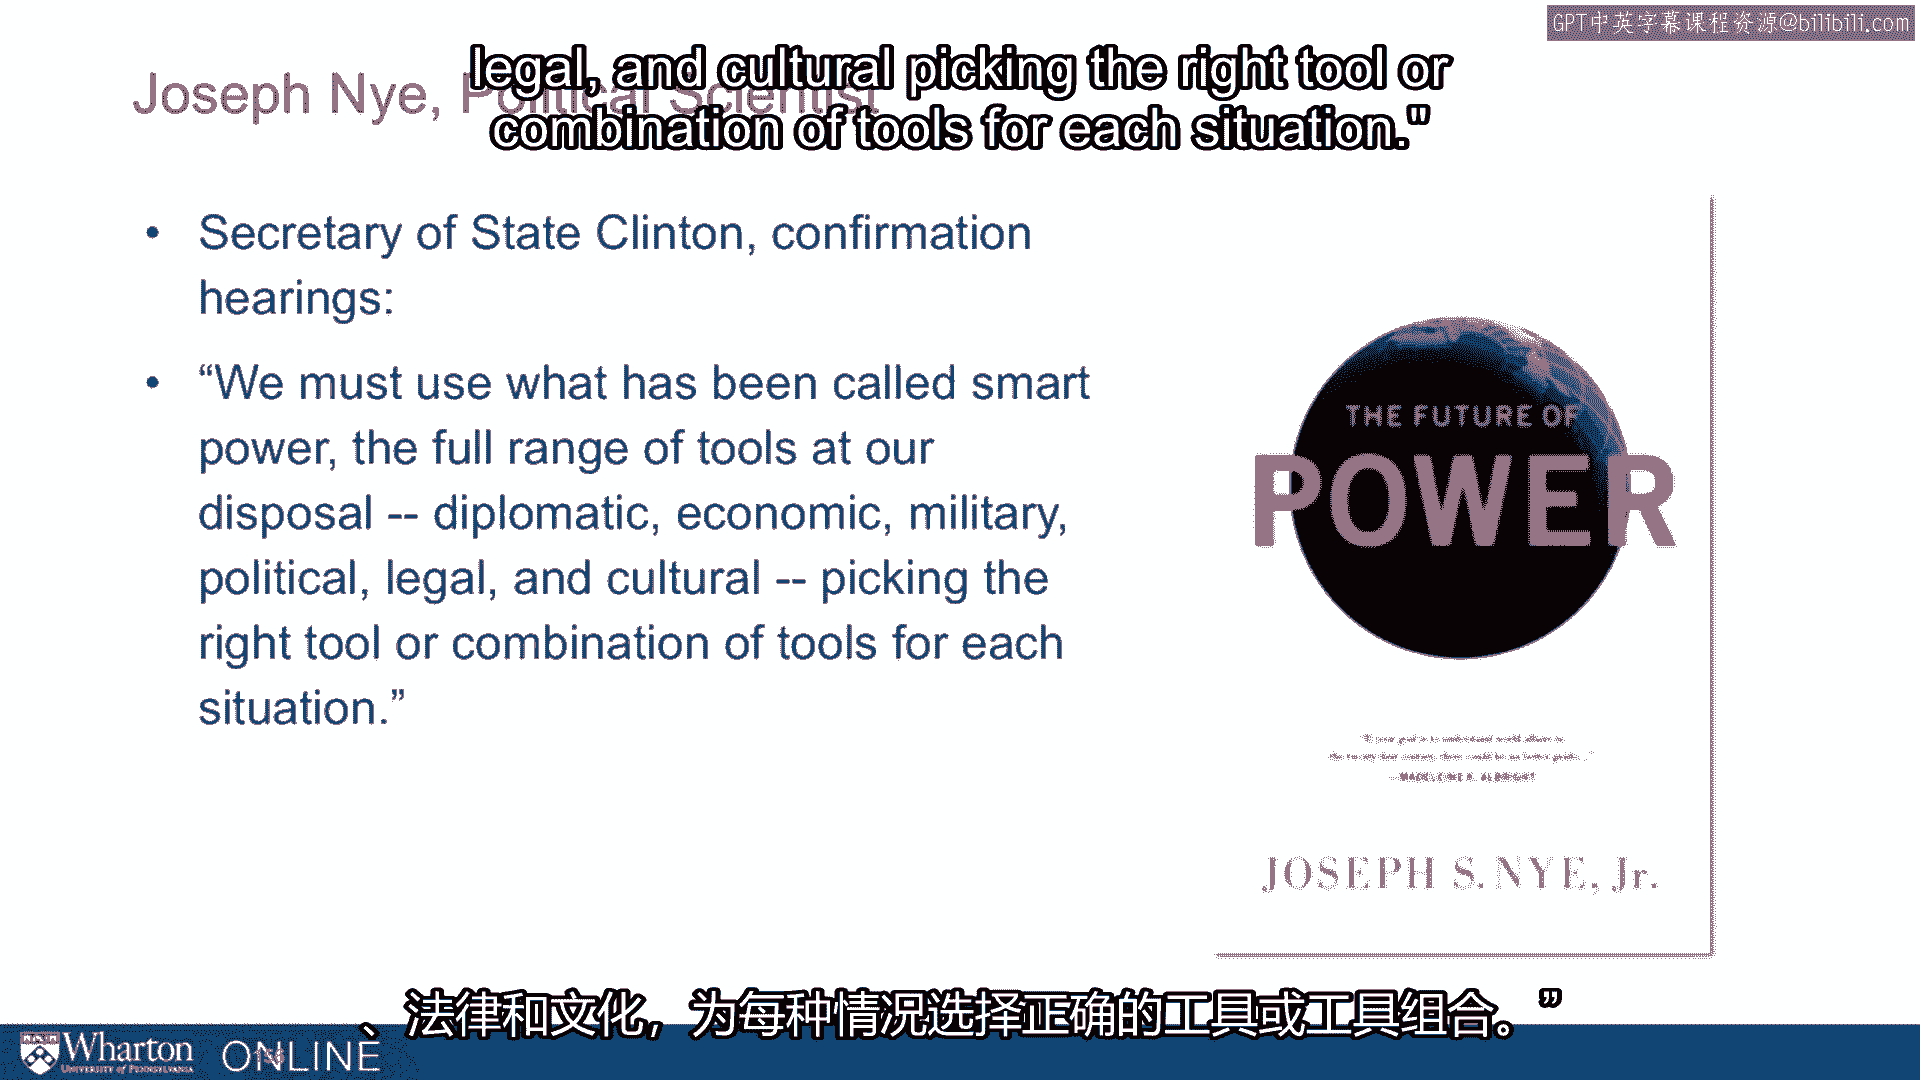 GPT中英字幕课程资源@bilibili.com
legal, and cultural picking the right tool or
combination of tools for each situation."
Joseph Nye, Political Scientist
• Secretary of State Clinton, confirmation
hearings:
• “We must use what has been called smart
power, the full range of tools at our
disposal -- diplomatic, economic, military,
political, legal, and cultural -- picking the
right tool or combination of tools for each
situation.”
THE FUTURE OF
POWER
—MADELEINE K. ALBRIGHT
JOSEPH S. NYE, Jr.
、法律和文化，为每种情况选择正确的工具或工具组合。”
Wharton ONLINE
UNIVERSITY OF PENNSYLVANIA